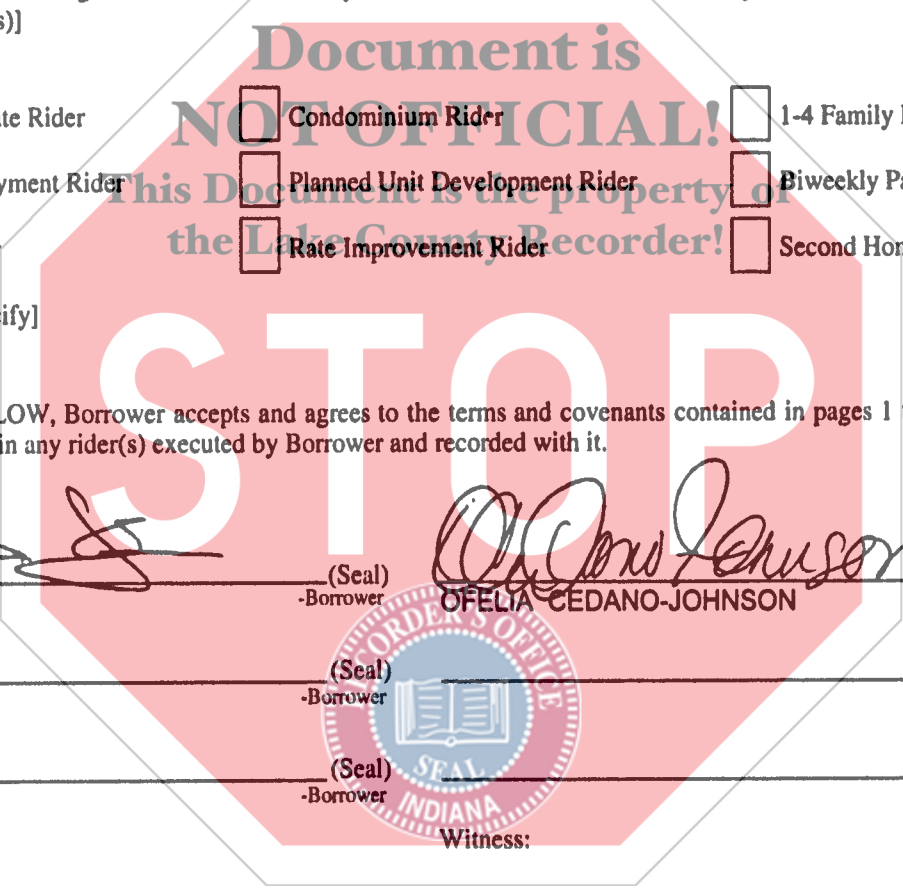 s)]
Document is
NOT OFFICIAL!
te Rider Condominium Rider 1-4 Family
yment Rider Planned Unit Development Rider Biweekly Pa
This Document is the property of
the Lake County Recorder!
Rate Improvement Rider Second Hon
ify]
STOP
LOW, Borrower accepts and agrees to the terms and covenants contained in pages 1
in any rider(s) executed by Borrower and recorded with it.
(Seal)
-Borrower
OFELIA CEDANO-JOHNSON
RECORDER'S OFFICE
(Seal)
-Borrower
SEAL
INDIANA
(Seal)
-Borrower
Witness: